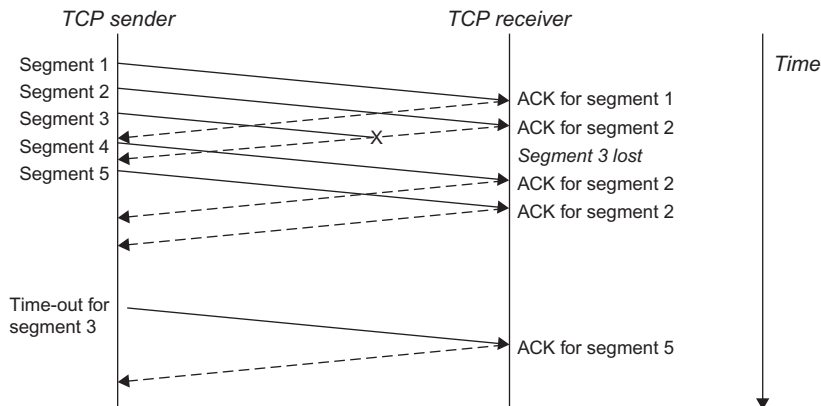 TCP sender
TCP receiver
Time
Segment 1
Segment 2
Segment 3
Segment 4
Segment 5
X
ACK for segment 1
ACK for segment 2
Segment 3 lost
ACK for segment 2
ACK for segment 2
Time-out for
segment 3
ACK for segment 5